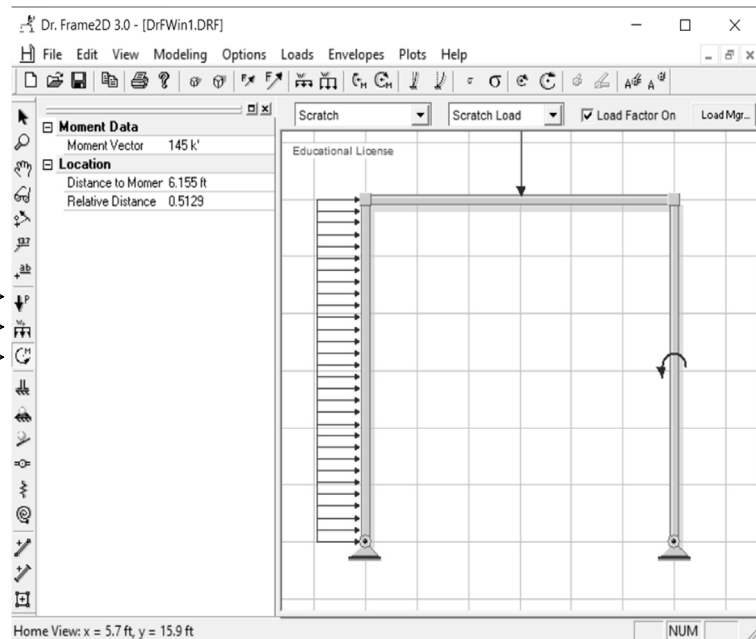 Dr. Frame2D 3.0 - [DrFWin1.DRF]
File Edit View Modeling Options Loads Envelopes Plots Help
Scratch Scratch Load Load Factor On Load Mgr...
Moment Data
Moment Vector 145 k'
Location
Distance to Momer 6.155 ft
Relative Distance 0.5129
Educational License
Home View: x = 5.7 ft, y = 15.9 ft NUM